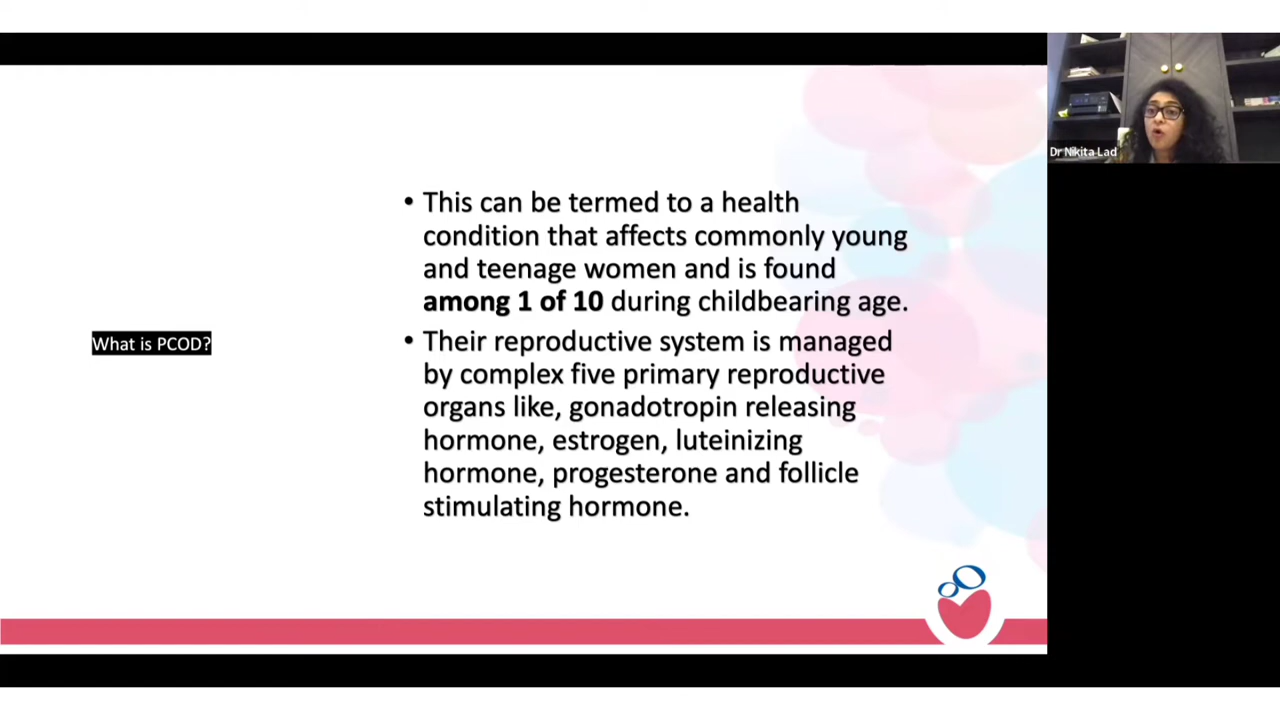 What is PCOD?
• This can be termed to a health
condition that affects commonly young
and teenage women and is found
among 1 of 10 during childbearing age.
• Their reproductive system is managed
by complex five primary reproductive
organs like, gonadotropin releasing
hormone, estrogen, luteinizing
hormone, progesterone and follicle
stimulating hormone.
Dr Nikita Lad